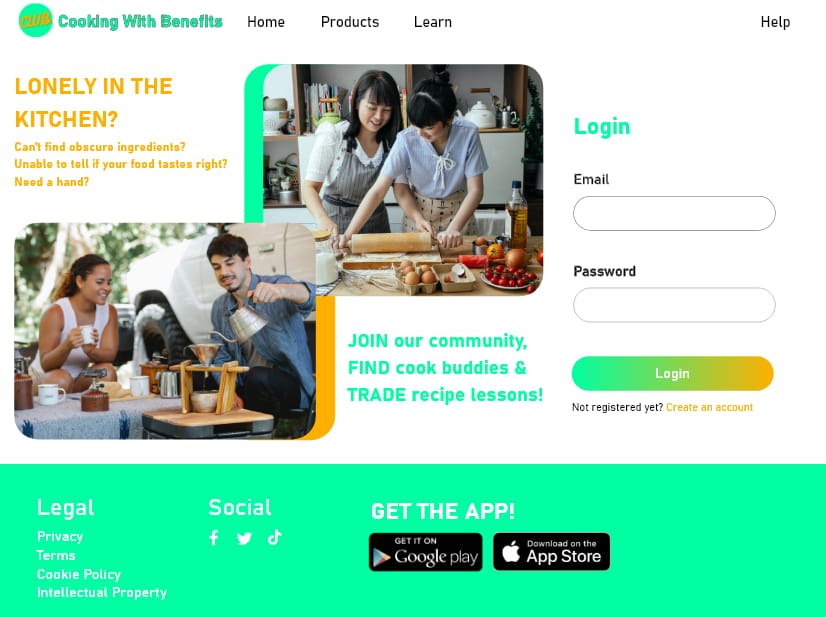 CWB Cooking With Benefits
Home
Products
Learn
Help
LONELY IN THE
KITCHEN?
Can't find obscure ingredients?
Unable to tell if your food tastes right?
Need a hand?
JOIN our community,
FIND cook buddies &
TRADE recipe lessons!
Login
Email
Password
Login
Not registered yet? Create an account
Legal
Privacy
Terms
Cookie Policy
Intellectual Property
Social
GET THE APP!
GET IT ON
Google play
Download on the
App Store